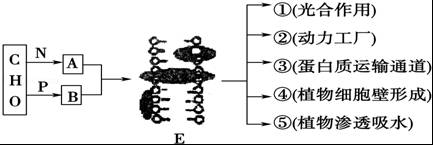 C H O
N
P
A
B
E
①(光合作用)
②(动力工厂)
③(蛋白质运输通道)
④(植物细胞壁形成)
⑤(植物渗透吸水)